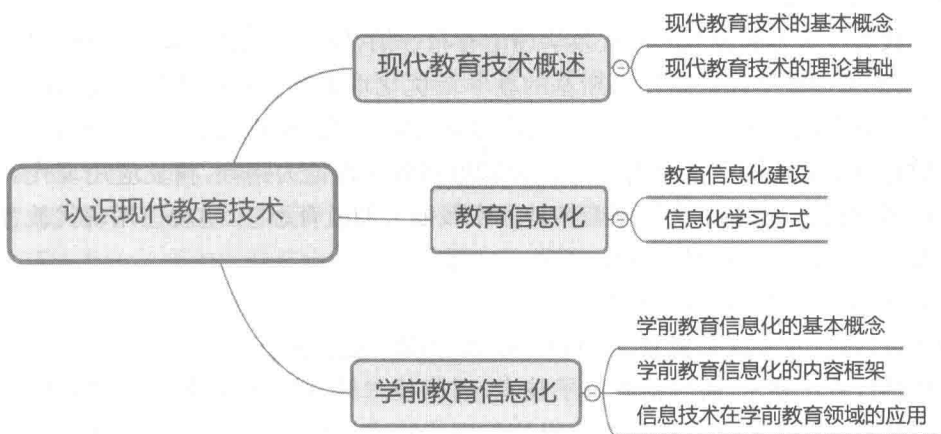 认识现代教育技术
现代教育技术概述
现代教育技术的基本概念
现代教育技术的理论基础
教育信息化
教育信息化建设
信息化学习方式
学前教育信息化
学前教育信息化的基本概念
学前教育信息化的内容框架
信息技术在学前教育领域的应用